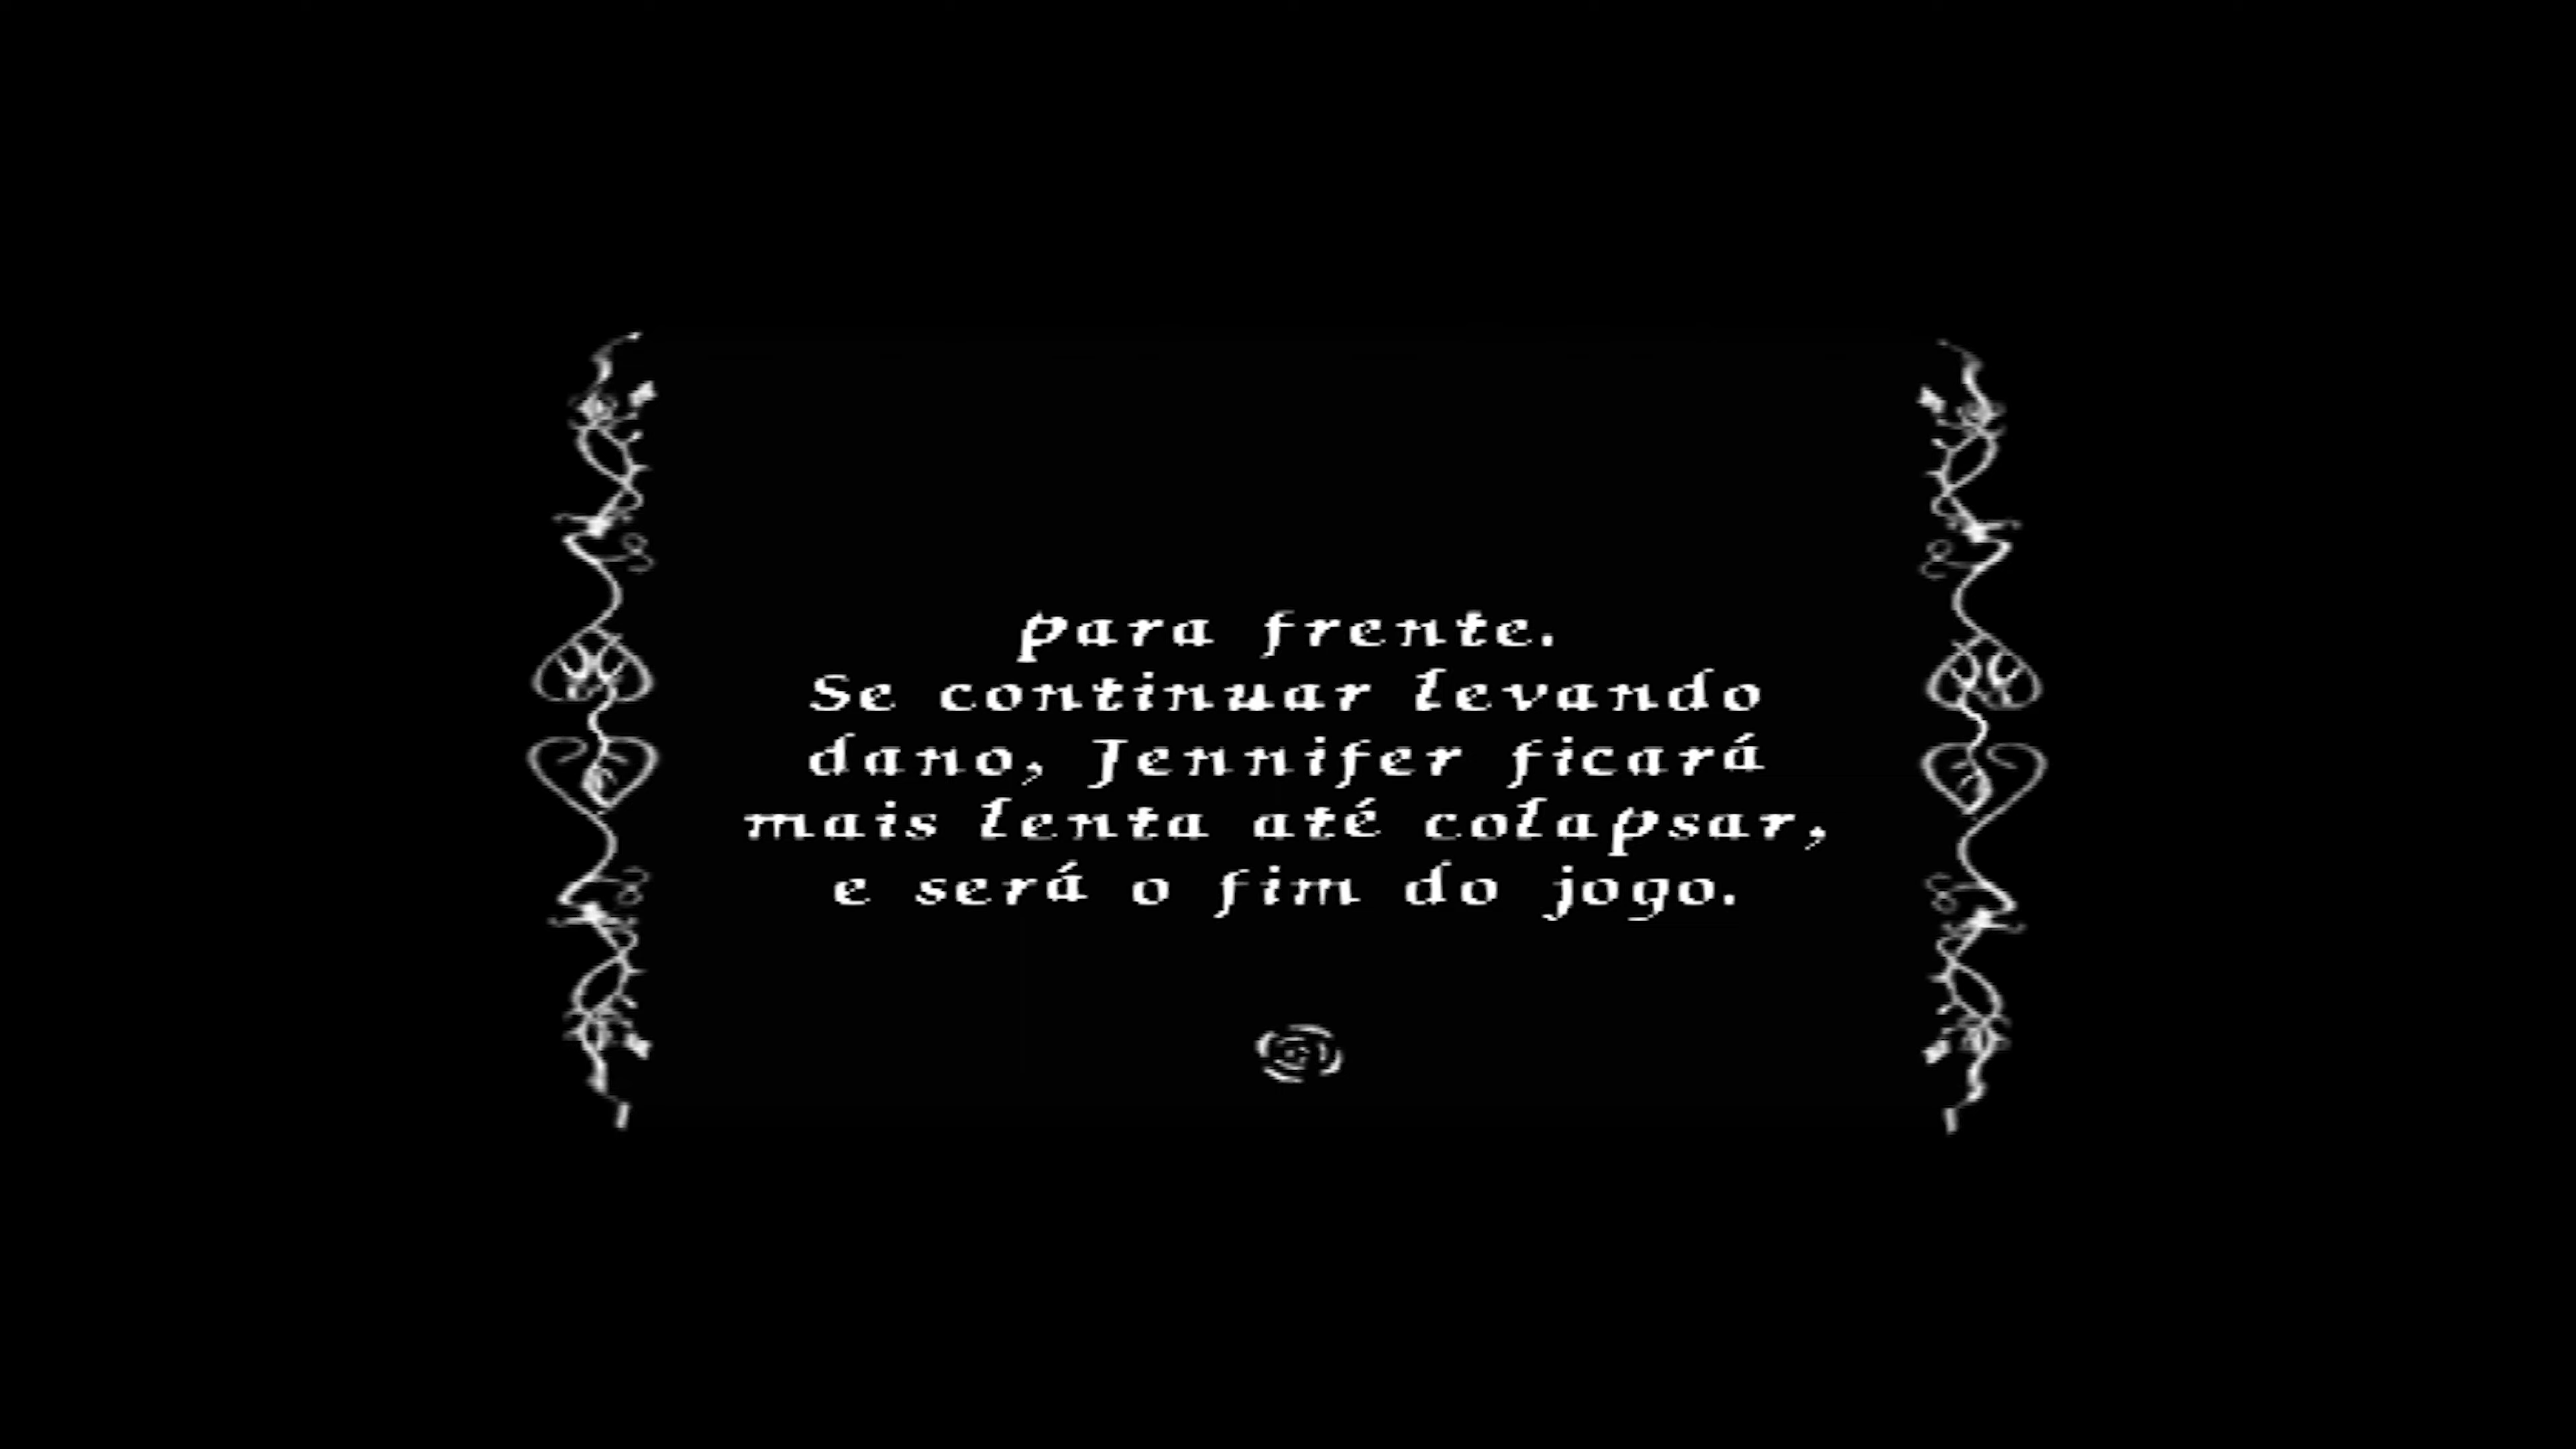 para frente.
Se continuar levando
dano, Jennifer ficará
mais lenta até colapsar,
e será o fim do jogo.